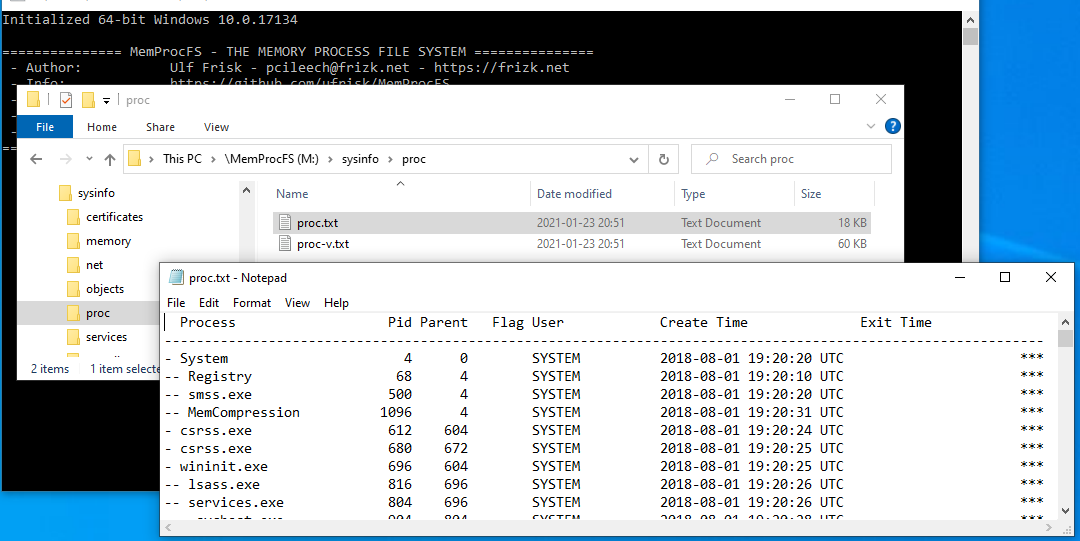 Initialized 64-bit Windows 10.0.17134
=============== MemProcFS - THE MEMORY PROCESS FILE SYSTEM ===============
- Author: Ulf Frisk - pcileech@frizk.net - https://frizk.net
- Info: https://github.com/ufrisk/MemProcFS
proc
File Home Share View
This PC > \MemProcFS (M:) > sysinfo > proc
Search proc
sysinfo
certificates
memory
net
objects
proc
services
Name Date modified Type Size
proc.txt 2021-01-23 20:51 Text Document 18 KB
proc-v.txt 2021-01-23 20:51 Text Document 60 KB
2 items 1 item selecte
proc.txt - Notepad
File Edit Format View Help
Process Pid Parent Flag User Create Time Exit Time
--------------------------------------------------------------------------------------------------------------
- System 4 0 SYSTEM 2018-08-01 19:20:20 UTC ***
-- Registry 68 4 SYSTEM 2018-08-01 19:20:10 UTC ***
-- smss.exe 500 4 SYSTEM 2018-08-01 19:20:20 UTC ***
-- MemCompression 1096 4 SYSTEM 2018-08-01 19:20:31 UTC ***
- csrss.exe 612 604 SYSTEM 2018-08-01 19:20:24 UTC ***
- csrss.exe 680 672 SYSTEM 2018-08-01 19:20:25 UTC ***
- wininit.exe 696 604 SYSTEM 2018-08-01 19:20:25 UTC ***
-- lsass.exe 816 696 SYSTEM 2018-08-01 19:20:26 UTC ***
-- services.exe 804 696 SYSTEM 2018-08-01 19:20:26 UTC ***